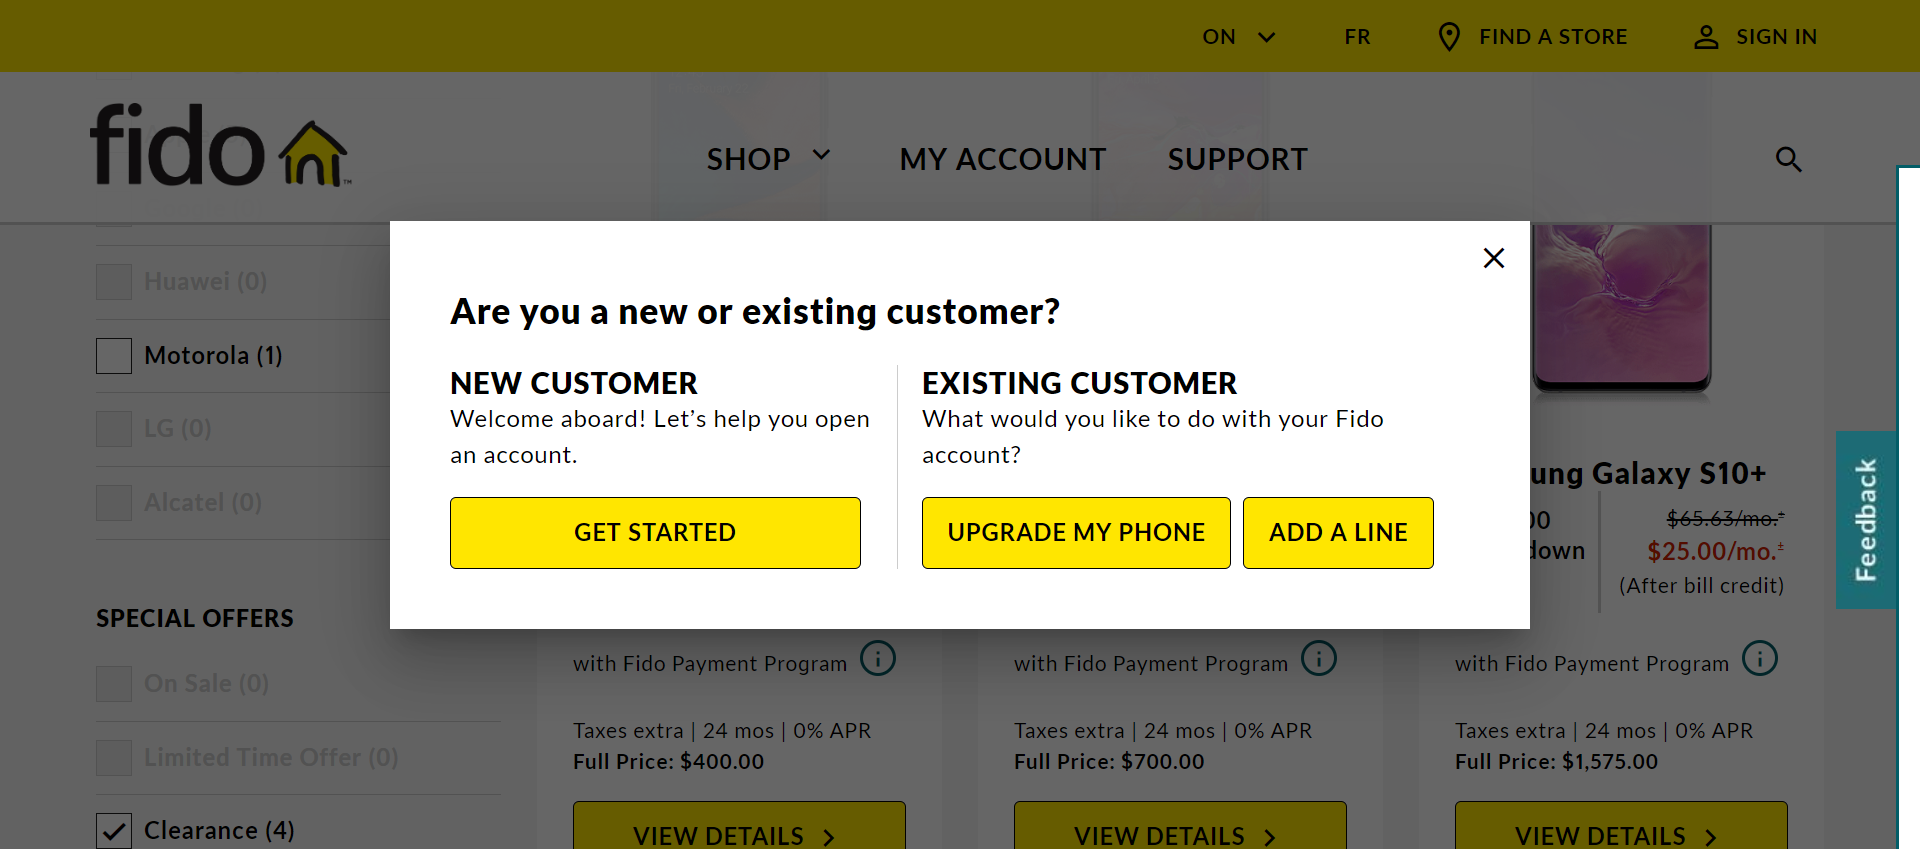 ON
FR
FIND A STORE
SIGN IN
fido
SHOP
MY ACCOUNT
SUPPORT
Huawei (0)
Motorola (1)
LG (0)
Alcatel (0)
SPECIAL OFFERS
On Sale (0)
Limited Time Offer (0)
Clearance (4)
Are you a new or existing customer?
NEW CUSTOMER
Welcome aboard! Let’s help you open
an account.
GET STARTED
EXISTING CUSTOMER
What would you like to do with your Fido
account?
UPGRADE MY PHONE
ADD A LINE
Galaxy S10+
down
$65.63/mo.±
$25.00/mo.±
(After bill credit)
with Fido Payment Program
Taxes extra | 24 mos | 0% APR
Full Price: $400.00
VIEW DETAILS
with Fido Payment Program
Taxes extra | 24 mos | 0% APR
Full Price: $700.00
VIEW DETAILS
with Fido Payment Program
Taxes extra | 24 mos | 0% APR
Full Price: $1,575.00
VIEW DETAILS
Feedback